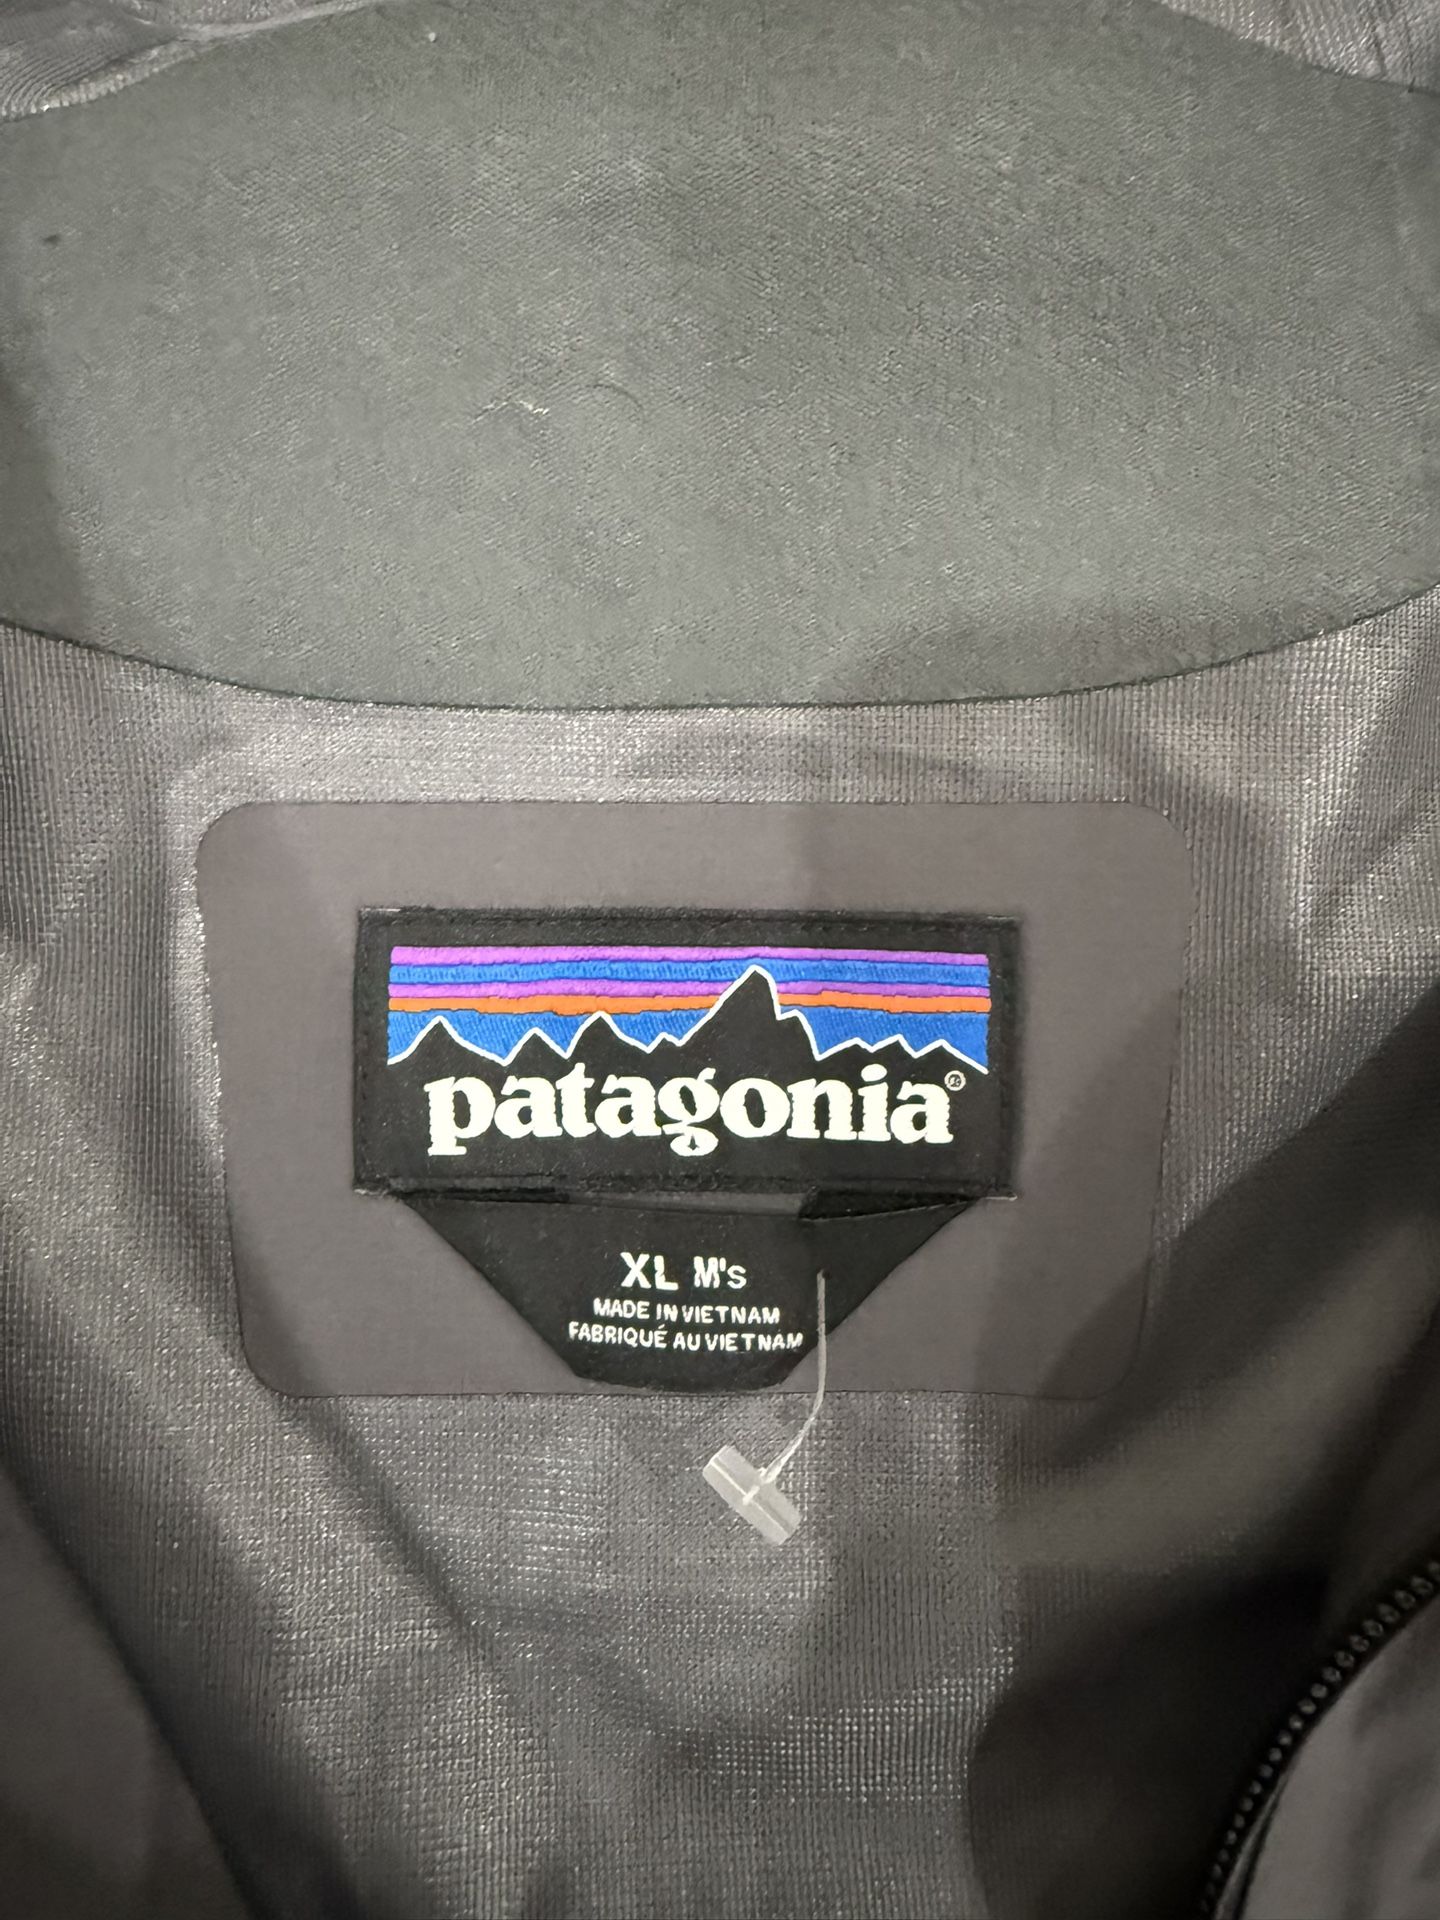 patagonia®
XL M's
MADE IN VIETNAM
FABRIQUÉ AU VIETNAM